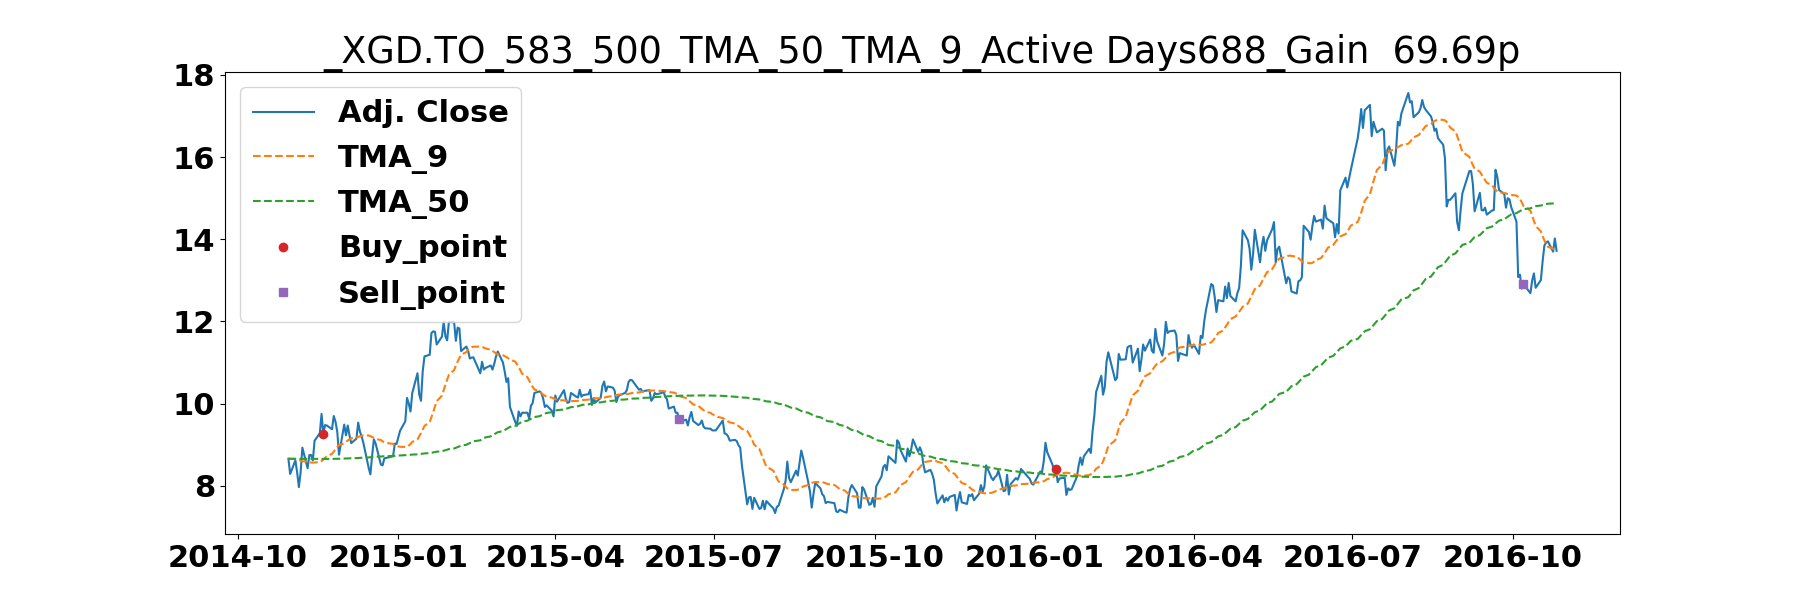 _XGD.TO_583_500_TMA_50_TMA_9_Active Days688_Gain  69.69p
18
16
14
12
10
8
Adj. Close
TMA_9
TMA_50
Buy_point
Sell_point
2014-10 2015-01 2015-04 2015-07 2015-10 2016-01 2016-04 2016-07 2016-10